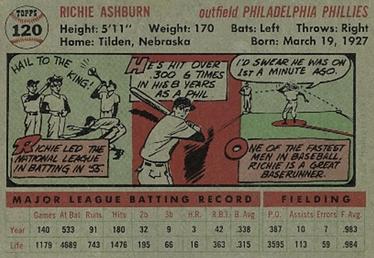 TOPPS
120
RICHIE ASHBURN outfield PHILADELPHIA PHILLIES
Height: 5'11" Weight: 170 Bats: Left Throws: Right
Home: Tilden, Nebraska Born: March 19, 1927
HAIL TO THE KING!
RICHIE LED THE NATIONAL LEAGUE IN BATTING IN '55.
HE'S HIT OVER .300 6 TIMES IN HIS 8 YEARS AS A PHIL.
I'D SWEAR HE WAS ON 1ST A MINUTE AGO.
ONE OF THE FASTEST MEN IN BASEBALL, RICHIE IS A GREAT BASERUNNER.
MAJOR LEAGUE BATTING RECORD FIELDING
Games At Bat Runs Hits 2b 3b H.R. R.B.I. B. Avg P.O. Assists Errors F. Avg.
Year 140 533 91 180 32 9 3 42 .338 387 10 7 .983
Life 1179 4689 743 1476 195 66 16 367 .315 3595 113 59 .984